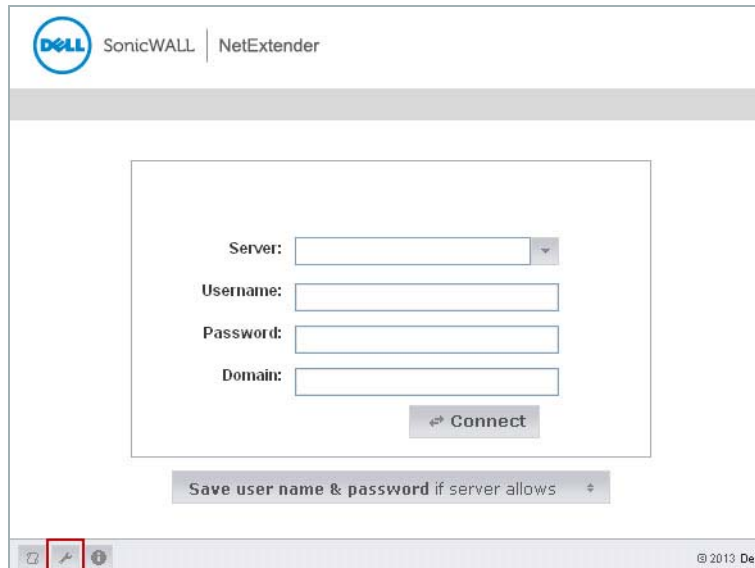 DELL SonicWALL NetExtender
Server:
Username:
Password:
Domain:
Connect
Save user name & password if server allows
© 2013 De